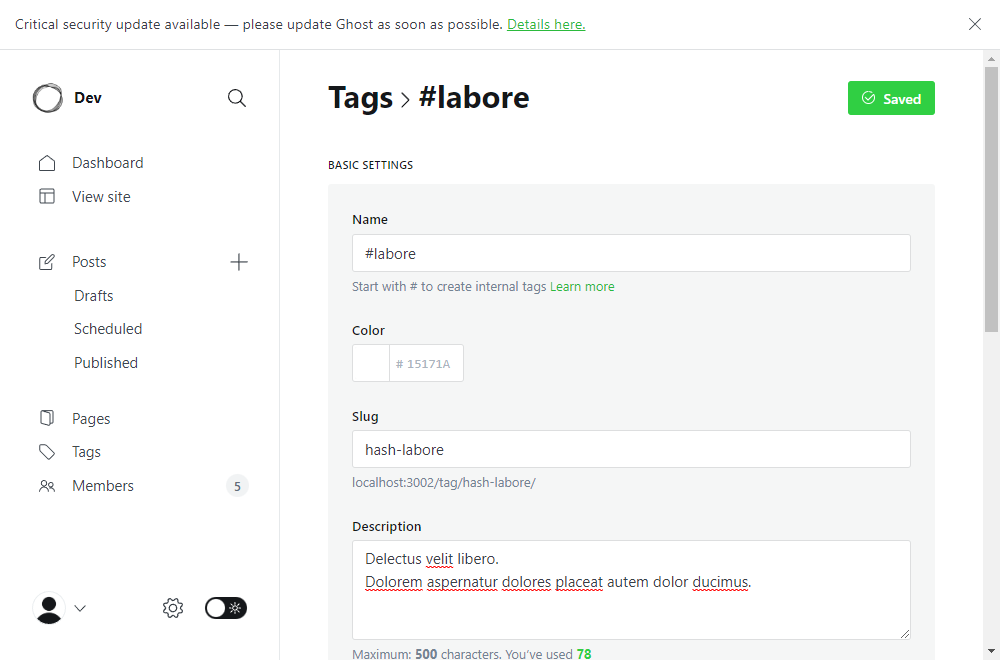 Critical security update available — please update Ghost as soon as possible. Details here.
Dev
Dashboard
View site
Posts
Drafts
Scheduled
Published
Pages
Tags
Members
5
Tags
#labore
Saved
BASIC SETTINGS
Name
#labore
Start with # to create internal tags Learn more
Color
# 15171A
Slug
hash-labore
localhost:3002/tag/hash-labore/
Description
Delectus velit libero.
Dolorem aspernatur dolores placeat autem dolor ducimus.
Maximum: 500 characters. You’ve used 78